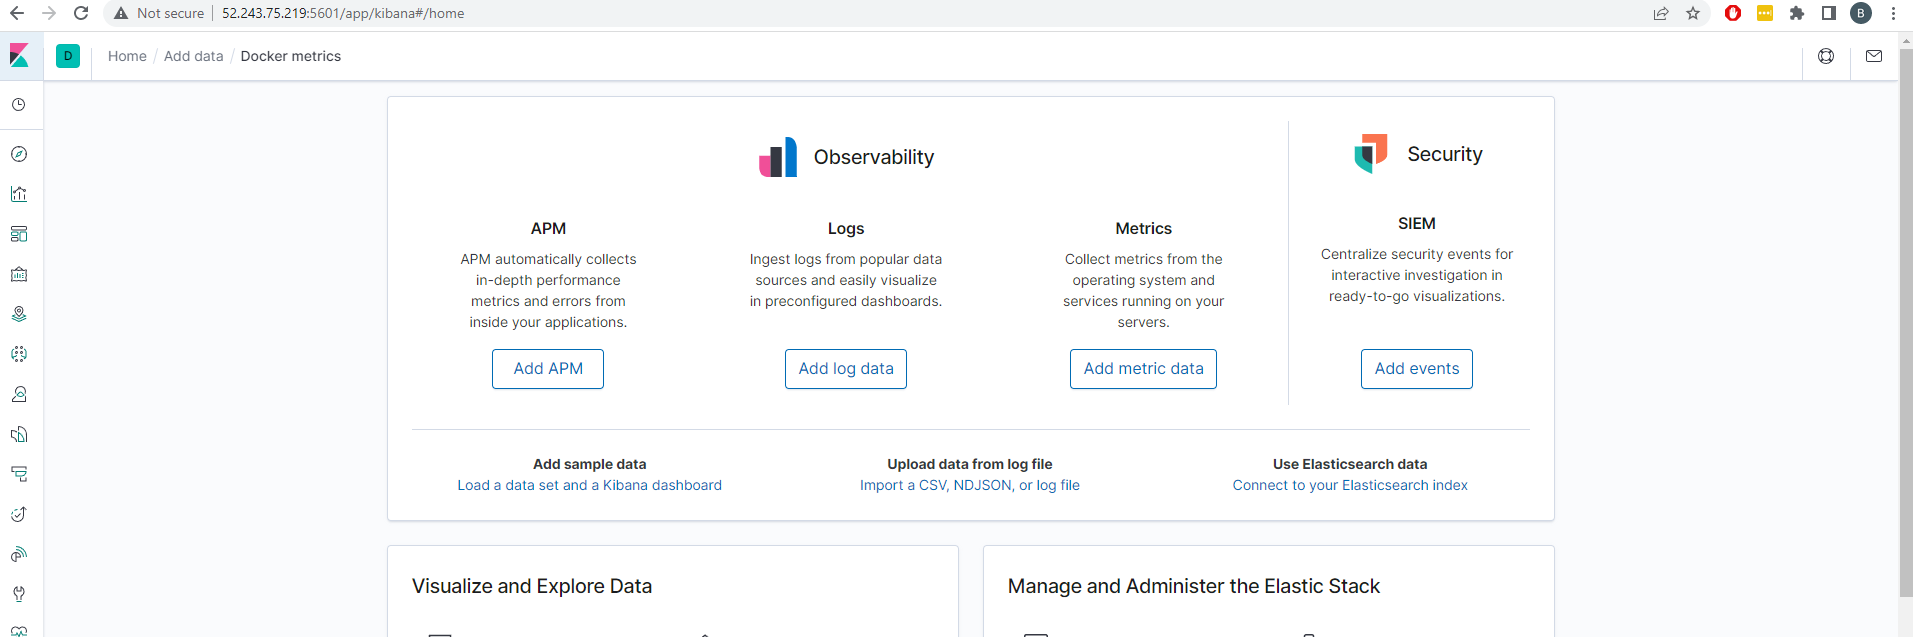 Not secure | 52.243.75.219:5601/app/kibana#/home
B
D
Home / Add data / Docker metrics
Observability
Security
APM
APM automatically collects
in-depth performance
metrics and errors from
inside your applications.
Add APM
Logs
Ingest logs from popular data
sources and easily visualize
in preconfigured dashboards.
Add log data
Metrics
Collect metrics from the
operating system and
services running on your
servers.
Add metric data
SIEM
Centralize security events for
interactive investigation in
ready-to-go visualizations.
Add events
Add sample data
Load a data set and a Kibana dashboard
Upload data from log file
Import a CSV, NDJSON, or log file
Use Elasticsearch data
Connect to your Elasticsearch index
Visualize and Explore Data
Manage and Administer the Elastic Stack